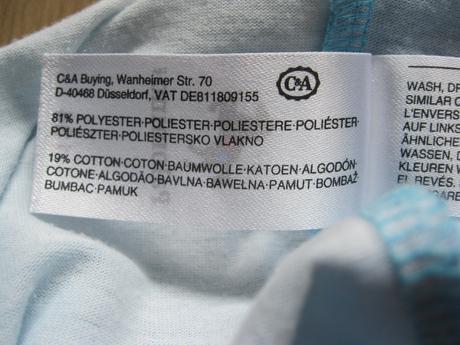 C&A Buying, Wanheimer Str. 70
D-40468 Düsseldorf, VAT DE811809155
C&A
81% POLYESTER·POLIESTER·POLIESTERE·POLIÉSTER·
POLIÉSZTER·POLIESTERSKO VLAKNO
19% COTTON·COTON·BAUMWOLLE·KATOEN·ALGODÓN·
COTONE·ALGODÃO·BAVLNA·BAWELNA·PAMUT·BOMBAŽ·
BUMBAC·PAMUK
WASH, DR
SIMILAR C
L'ENVERS
AUF LINKS
ÄHNLICHE
WASSEN, D
KLEUREN W
EL REVÉS.